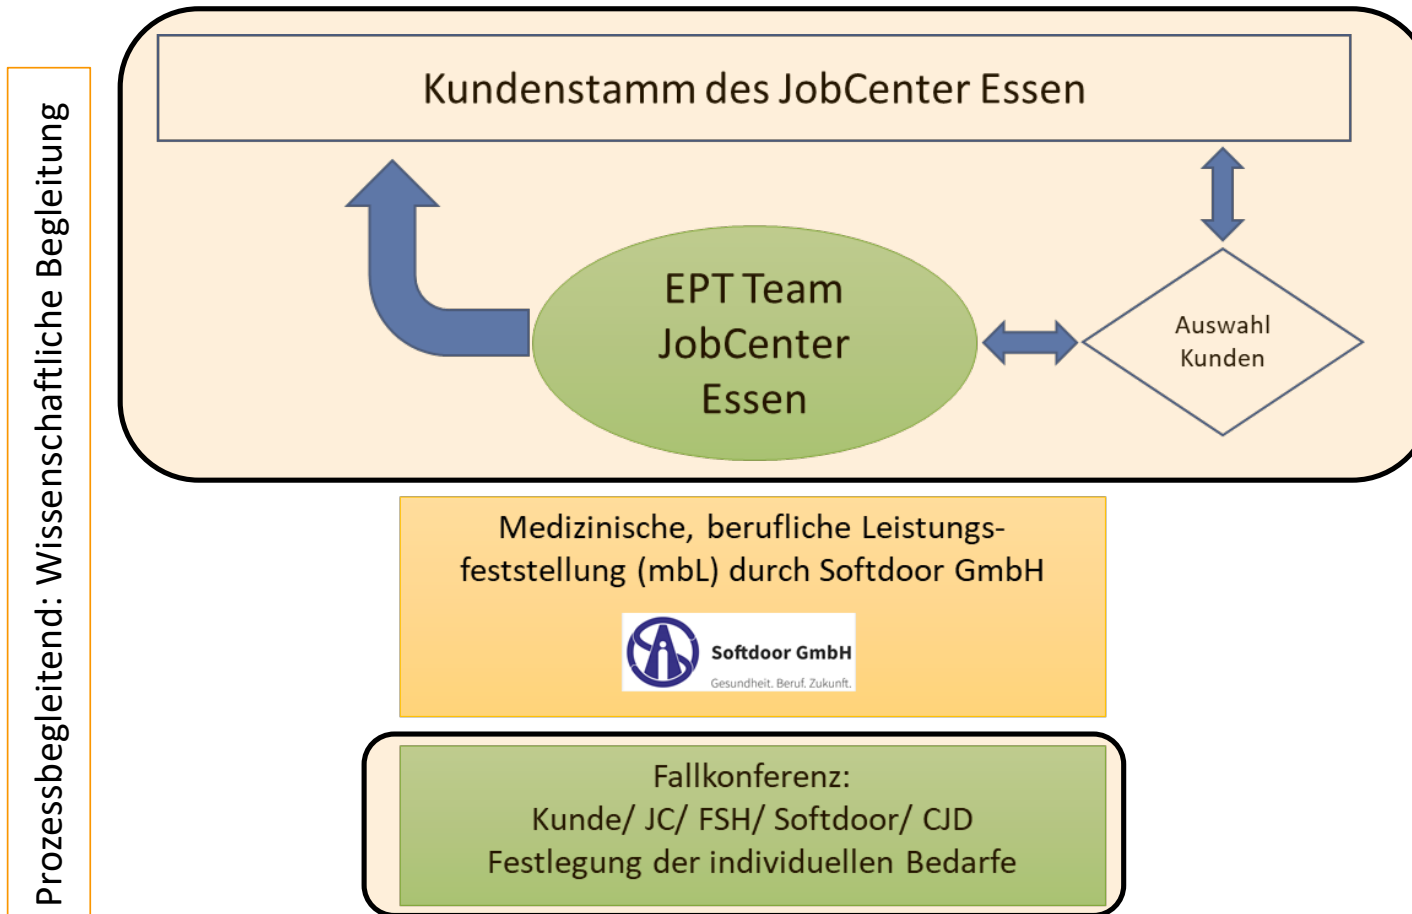 Prozessbegleitend: Wissenschaftliche Begleitung
Kundenstamm des JobCenter Essen
EPT Team
JobCenter
Essen
Auswahl
Kunden
Medizinische, berufliche Leistungs-
feststellung (mbL) durch Softdoor GmbH
Softdoor GmbH
Gesundheit. Beruf. Zukunft.
Fallkonferenz:
Kunde/ JC/ FSH/ Softdoor/ CJD
Festlegung der individuellen Bedarfe